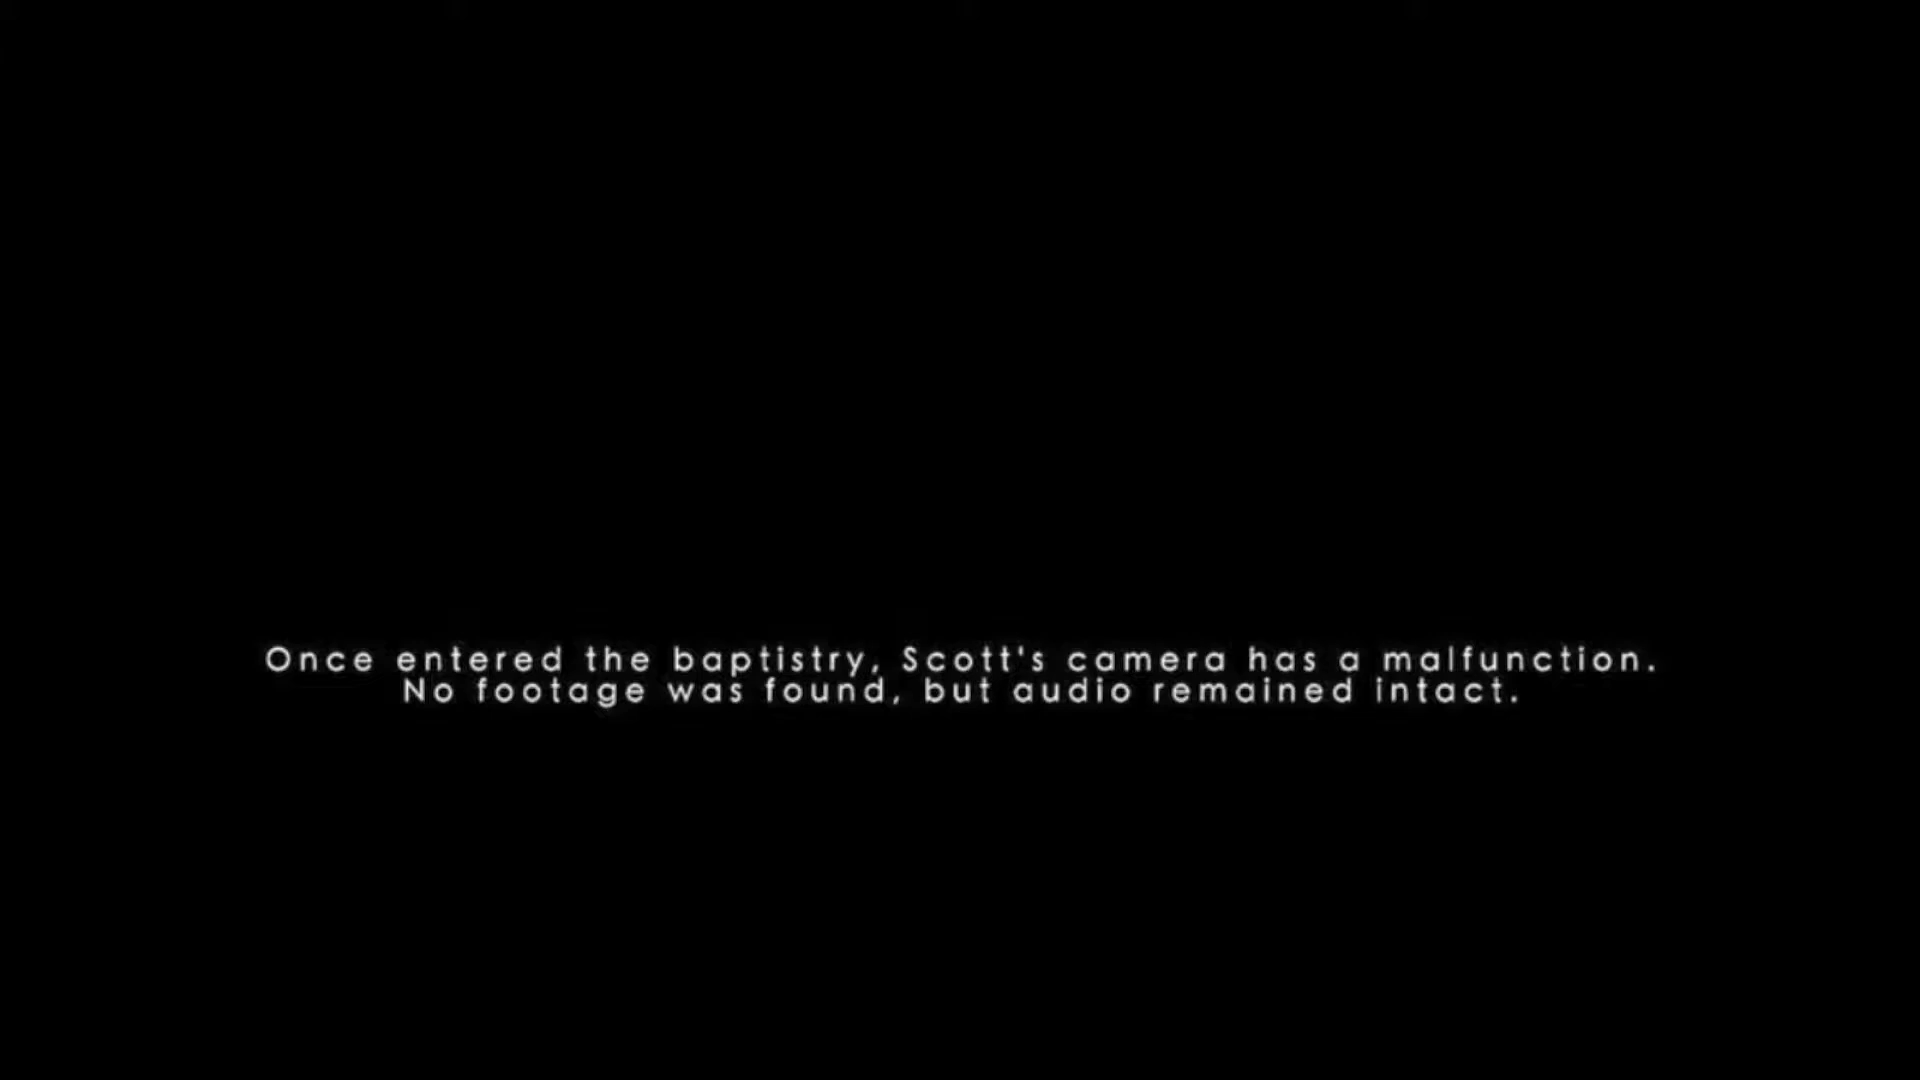 Once entered the baptistry, Scott's camera has a malfunction.
No footage was found, but audio remained intact.